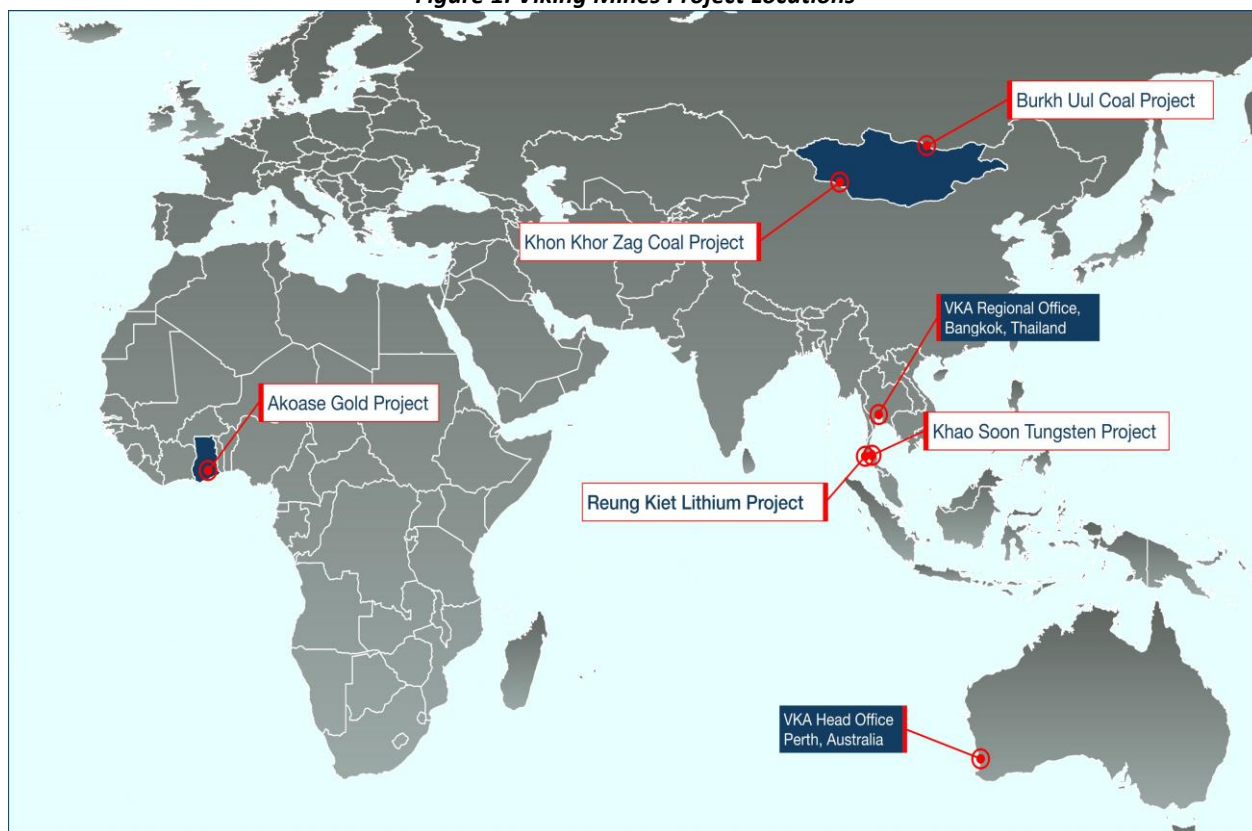 Figure 1: Viking Mines Project Locations
Burkh Uul Coal Project
Khon Khor Zag Coal Project
VKA Regional Office,
Bangkok, Thailand
Akoase Gold Project
Khao Soon Tungsten Project
Reung Kiet Lithium Project
VKA Head Office
Perth, Australia